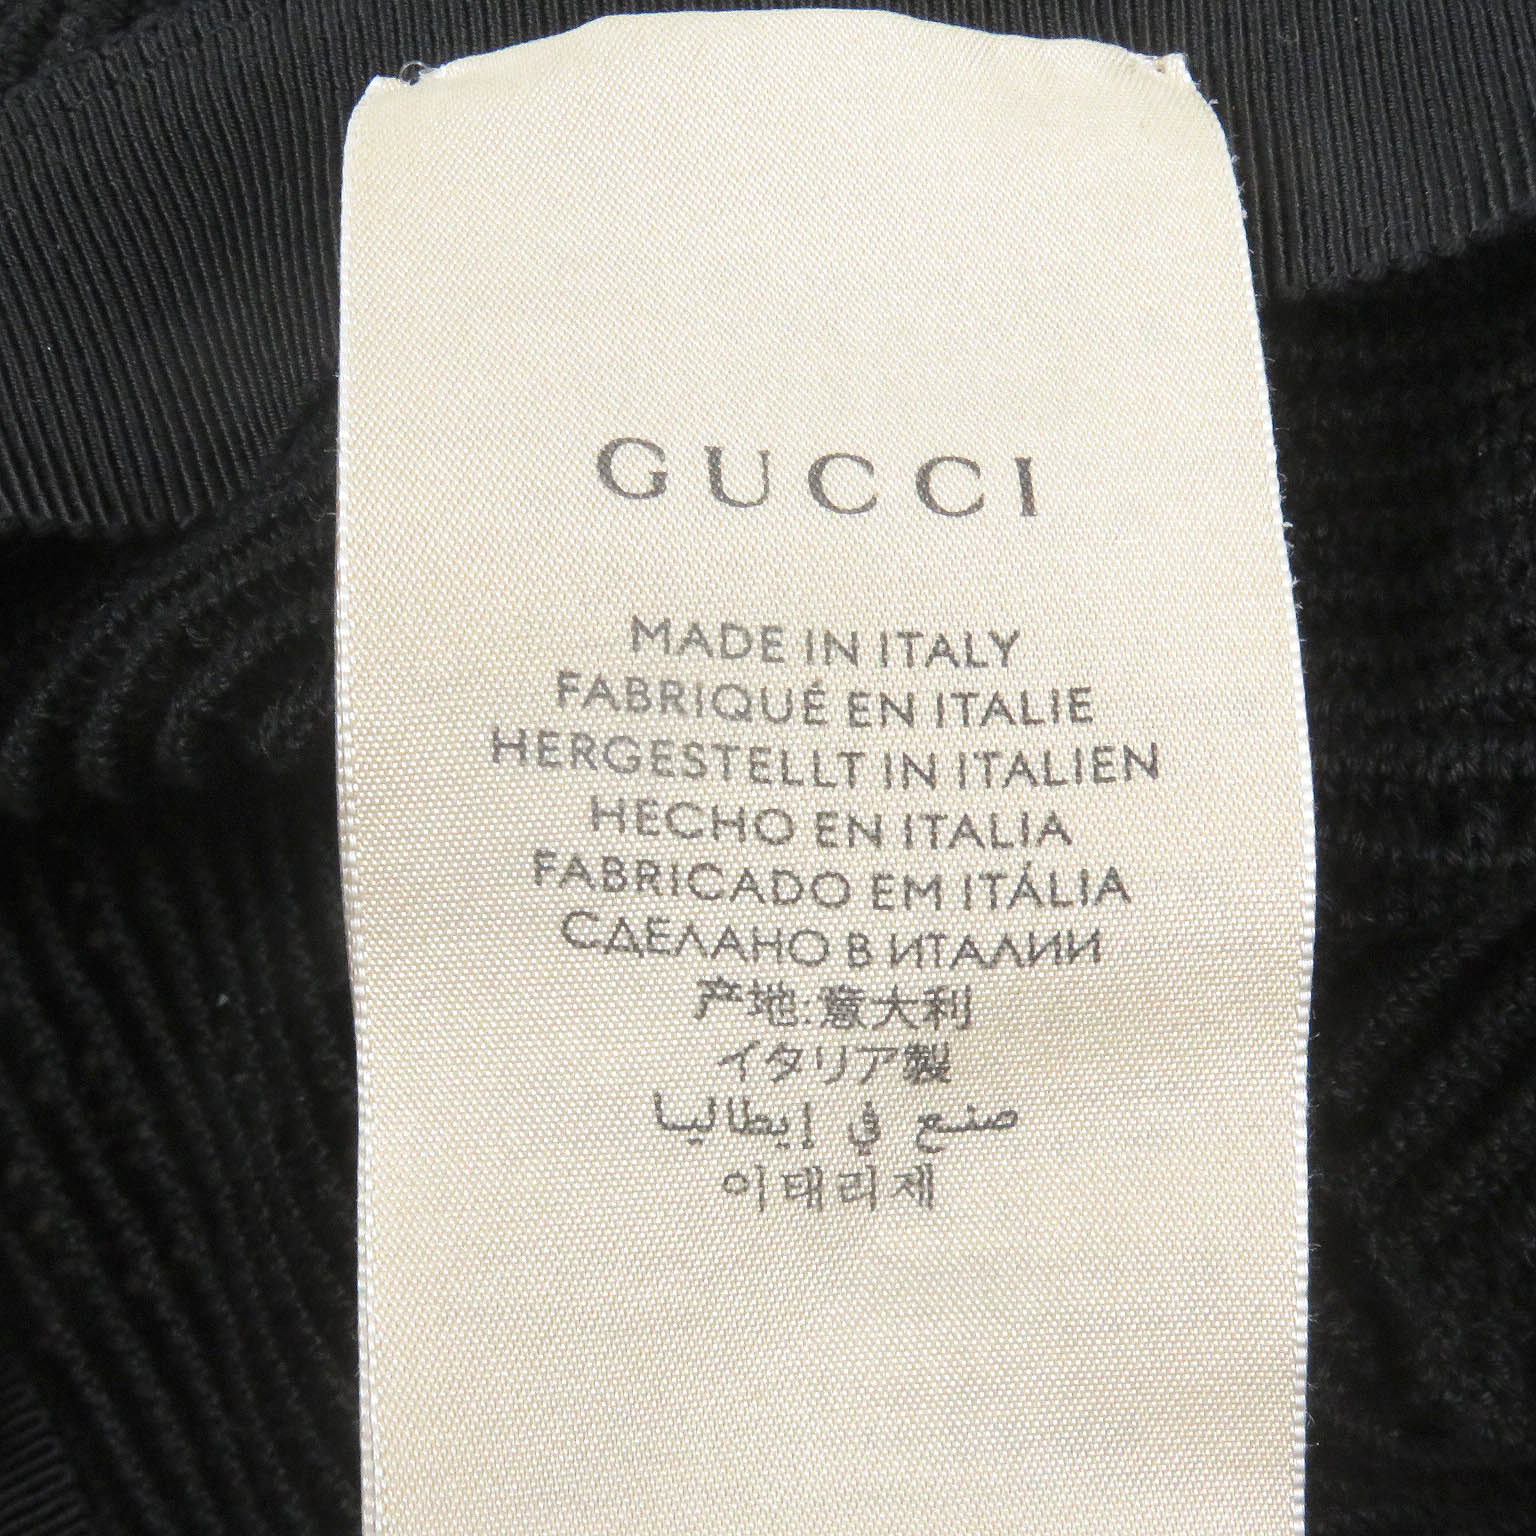 GUCCI
MADE IN ITALY
FABRIQUÉ EN ITALIE
HERGESTELLT IN ITALIEN
HECHO EN ITALIA
FABRICADO EM ITÁLIA
СДЕЛАНО В ИТАЛИИ
产地:意大利
イタリア製
صنع في إيطاليا
이태리제